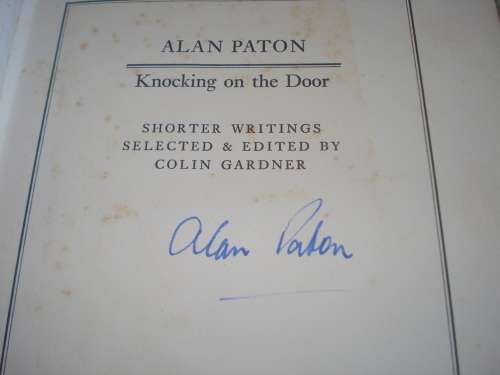 ALAN PATON
Knocking on the Door
SHORTER WRITINGS
SELECTED & EDITED BY
COLIN GARDNER
Alan Paton